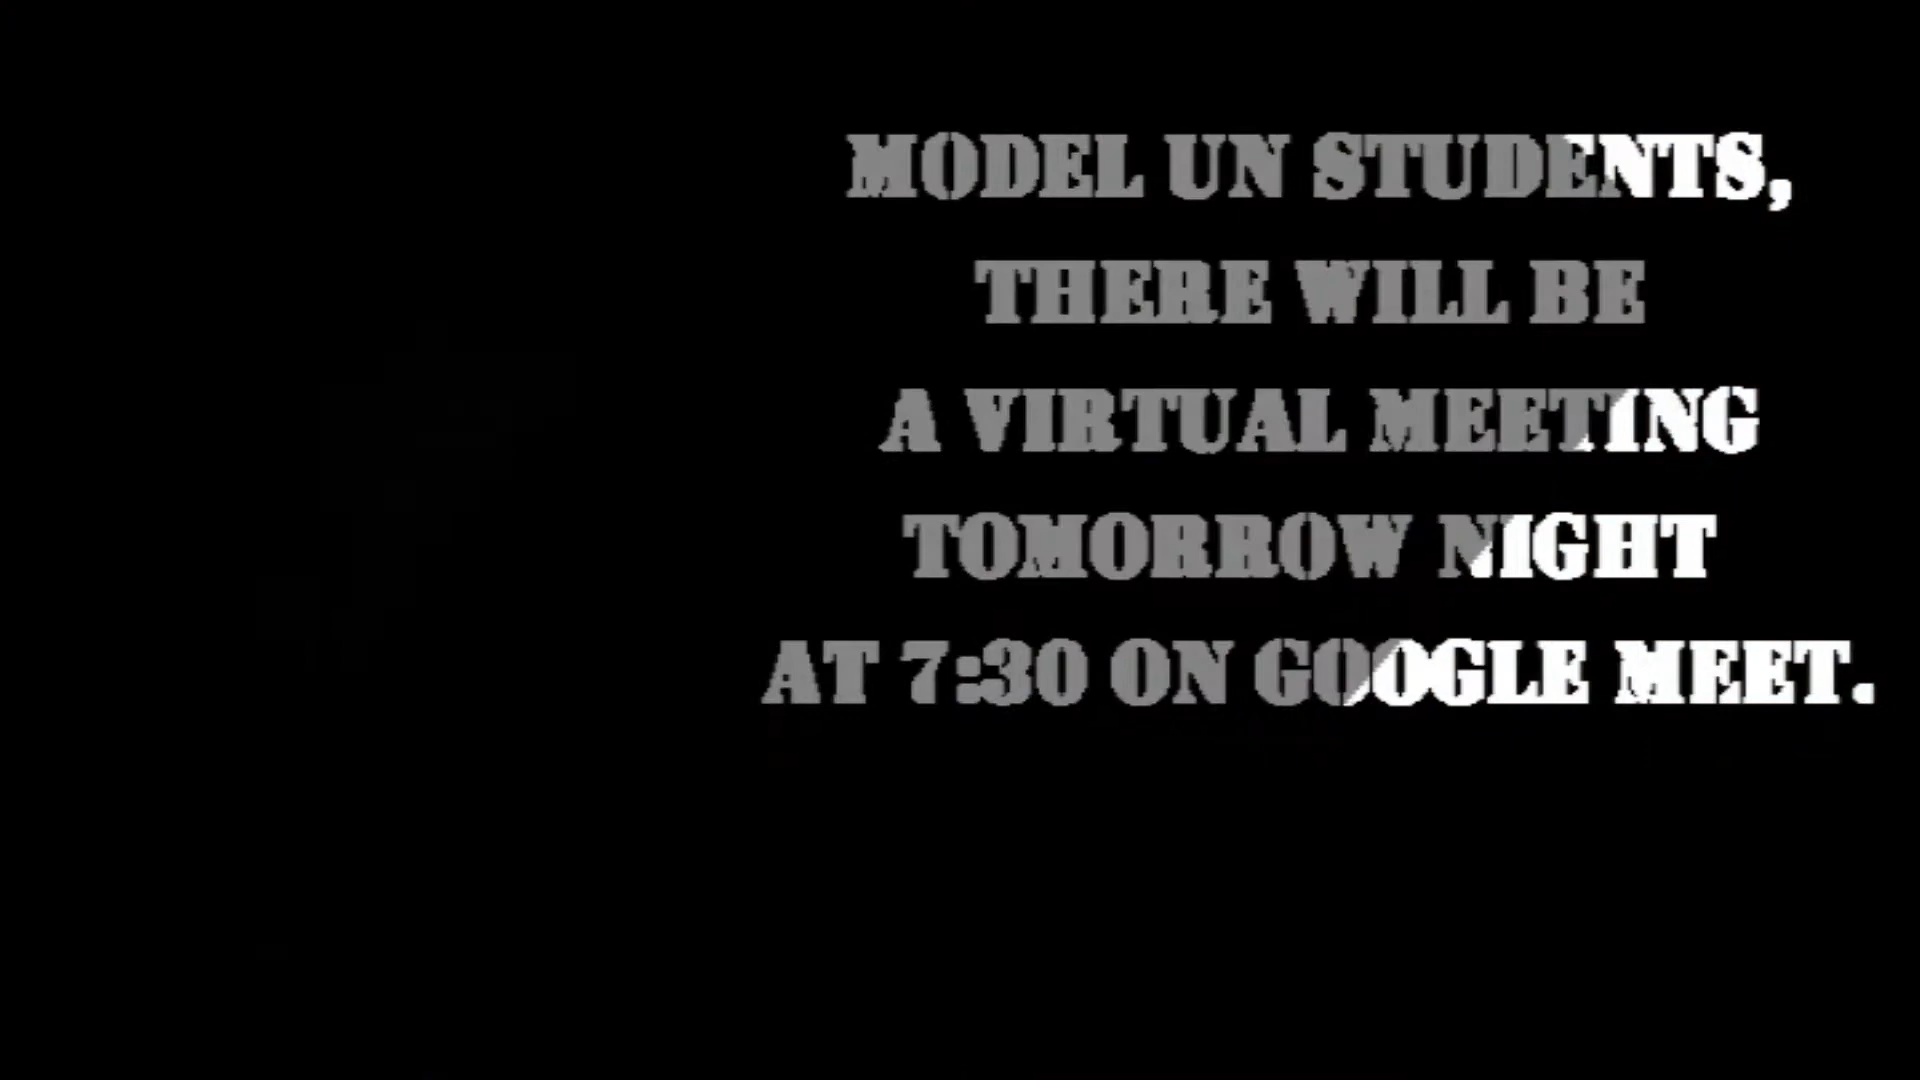 MODEL UN STUDENTS,
THERE WILL BE
A VIRTUAL MEETING
TOMORROW NIGHT
AT 7:30 ON GOOGLE MEET.